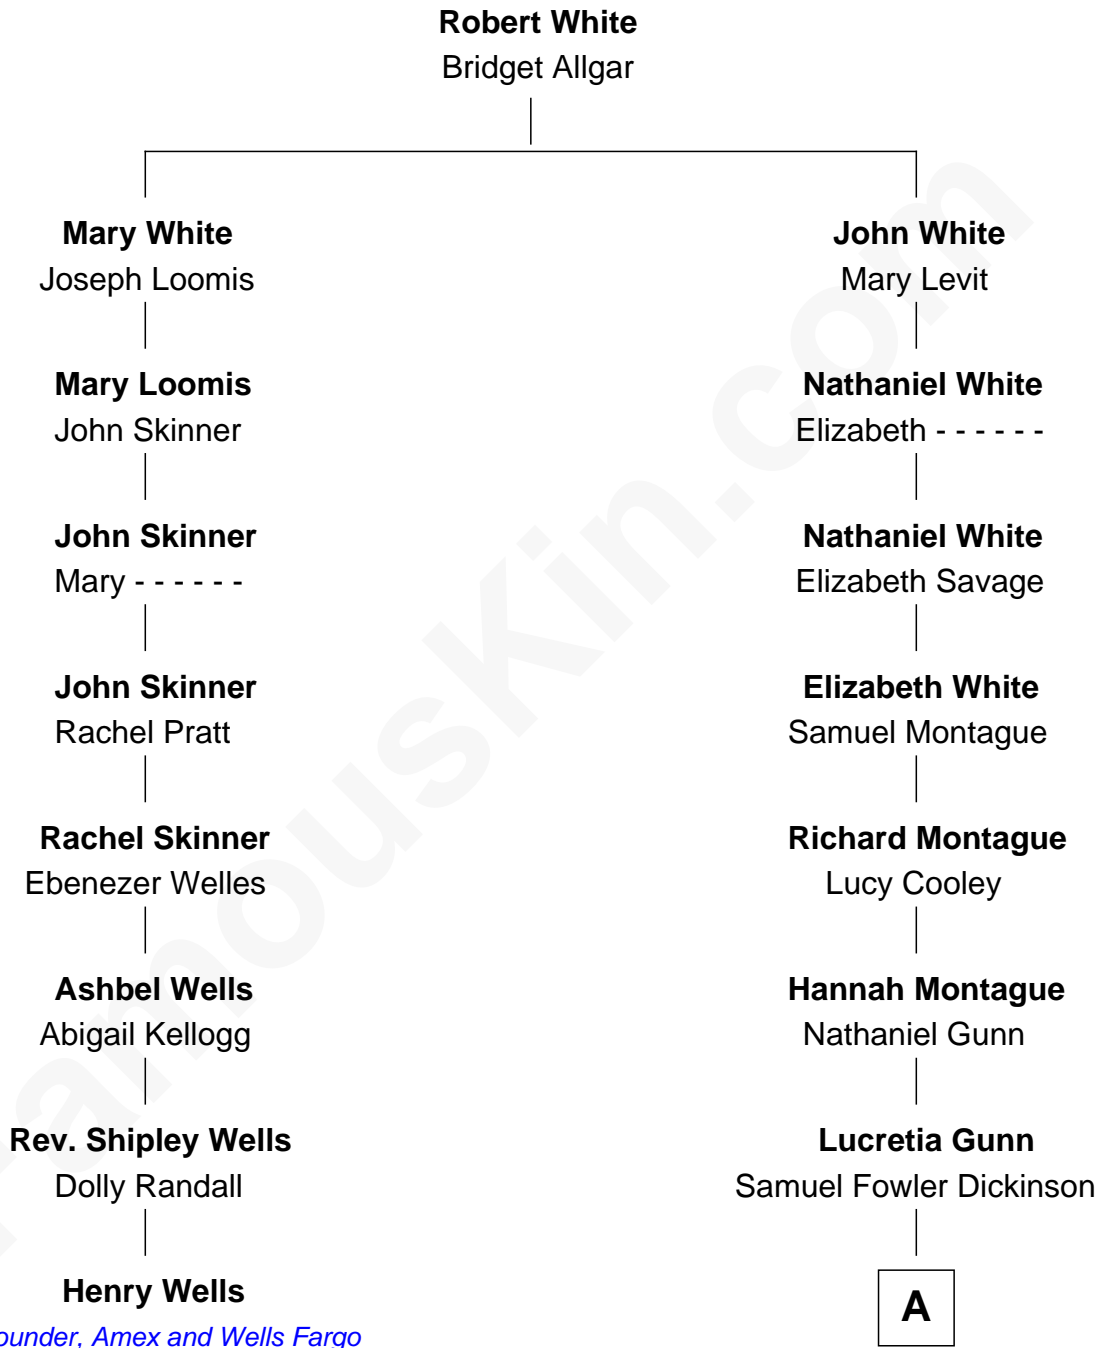 Robert White
Bridget Allgar
Mary White
Joseph Loomis
John White
Mary Levit
Mary Loomis
John Skinner
Nathaniel White
Elizabeth - - - - - -
John Skinner
Mary - - - - - -
Nathaniel White
Elizabeth Savage
John Skinner
Rachel Pratt
Elizabeth White
Samuel Montague
Rachel Skinner
Ebenezer Welles
Richard Montague
Lucy Cooley
Ashbel Wells
Abigail Kellogg
Hannah Montague
Nathaniel Gunn
Rev. Shipley Wells
Dolly Randall
Lucretia Gunn
Samuel Fowler Dickinson
Henry Wells
ounder, Amex and Wells Fargo
A
FamousKin.com